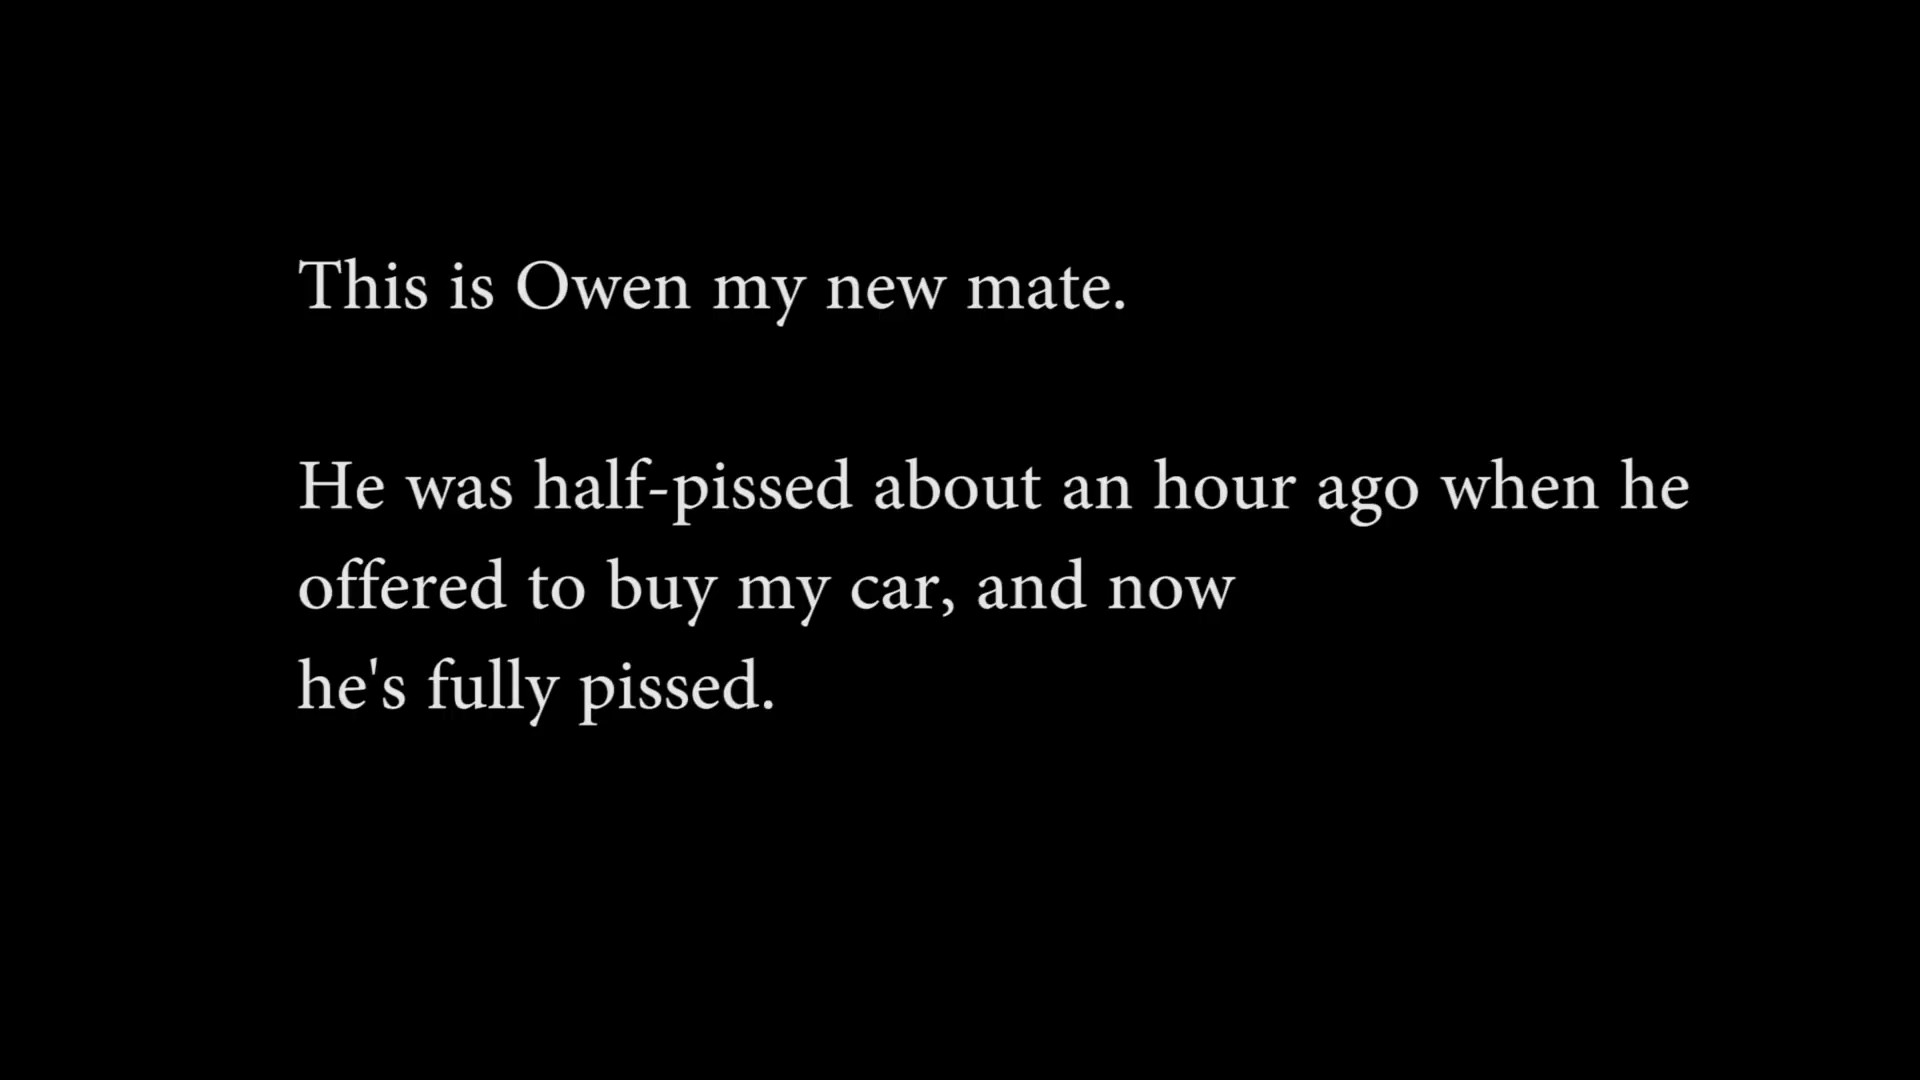 This is Owen my new mate.
He was half-pissed about an hour ago when he
offered to buy my car, and now
he's fully pissed.